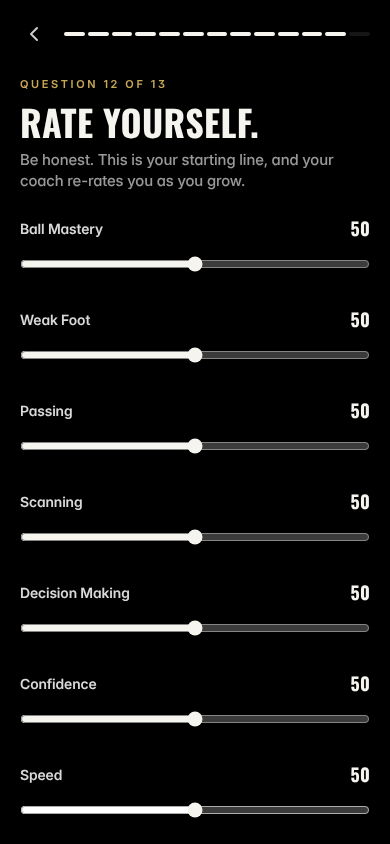 QUESTION 12 OF 13
RATE YOURSELF.
Be honest. This is your starting line, and your
coach re-rates you as you grow.
Ball Mastery 50
Weak Foot 50
Passing 50
Scanning 50
Decision Making 50
Confidence 50
Speed 50